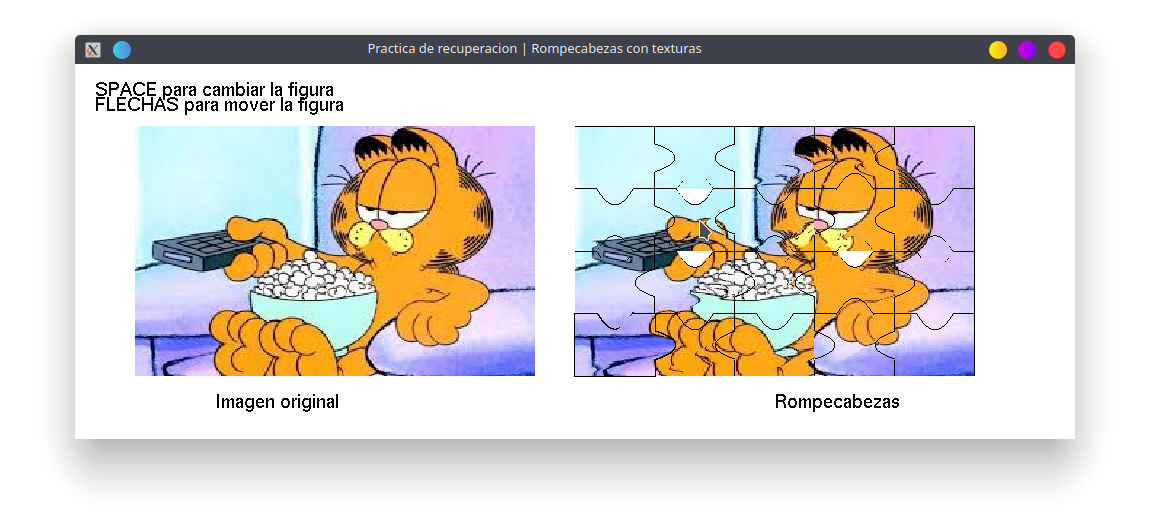 Practica de recuperacion | Rompecabezas con texturas
SPACE para cambiar la figura
FLECHAS para mover la figura
Imagen original
Rompecabezas